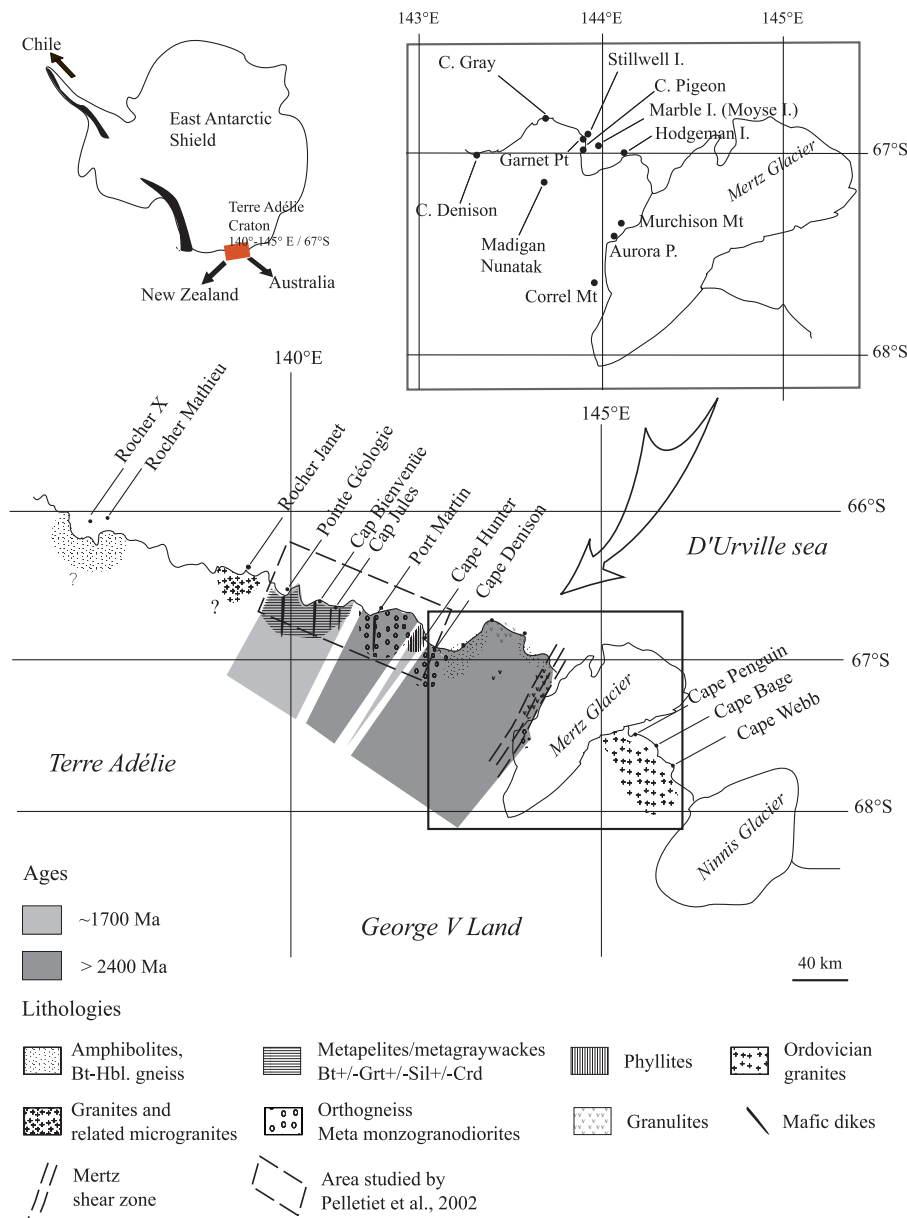 Chile
East Antarctic
Shield
Terre Adélie
Craton
140°-145° E / 67°S
New Zealand
Australia
143°E
144°E
145°E
C. Gray
Stillwell I.
C. Pigeon
Marble I. (Moyse I.)
Hodgeman I.
Garnet Pt
67°S
Mertz Glacier
C. Denison
Madigan
Nunatak
Murchison Mt
Aurora P.
Correl Mt
68°S
140°E
145°E
Rocher X
Rocher Mathieu
Rocher Janet
Pointe Géologie
Cap Bienvenüe
Cap Jules
Port Martin
Cape Hunter
Cape Denison
66°S
D'Urville sea
?
?
67°S
Cape Penguin
Cape Bage
Cape Webb
Mertz Glacier
Terre Adélie
68°S
Ninnis Glacier
Ages
~1700 Ma
> 2400 Ma
George V Land
40 km
Lithologies
Amphibolites,
Bt-Hbl. gneiss
Metapelites/metagraywackes
Bt+/-Grt+/-Sil+/-Crd
Phyllites
Ordovician
granites
Granites and
related microgranites
Orthogneiss
Meta monzogranodiorites
Granulites
Mafic dikes
Mertz
shear zone
Area studied by
Pelletiet et al., 2002